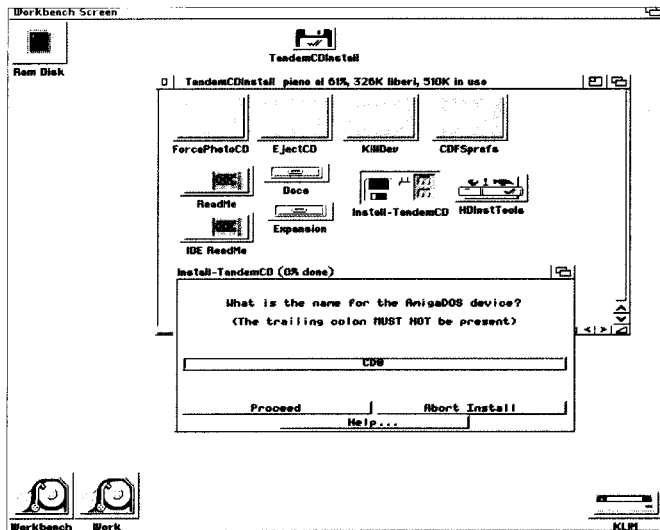 Workbench Screen
Ram Disk
TandemCDInstall
TandemCDInstall pieno al 61%, 326K liberi, 510K in uso
ForcePhotoCD EjectCD KillDev CDFSprefs
ReadMe Docs Install-TandemCD HDInstTools
IDE ReadMe Expansion
Install-TandemCD (0% done)
What is the name for the AmigaDOS device?
(The trailing colon MUST NOT be present)
CD0
Proceed Abort Install
Help...
Workbench Work KLIM